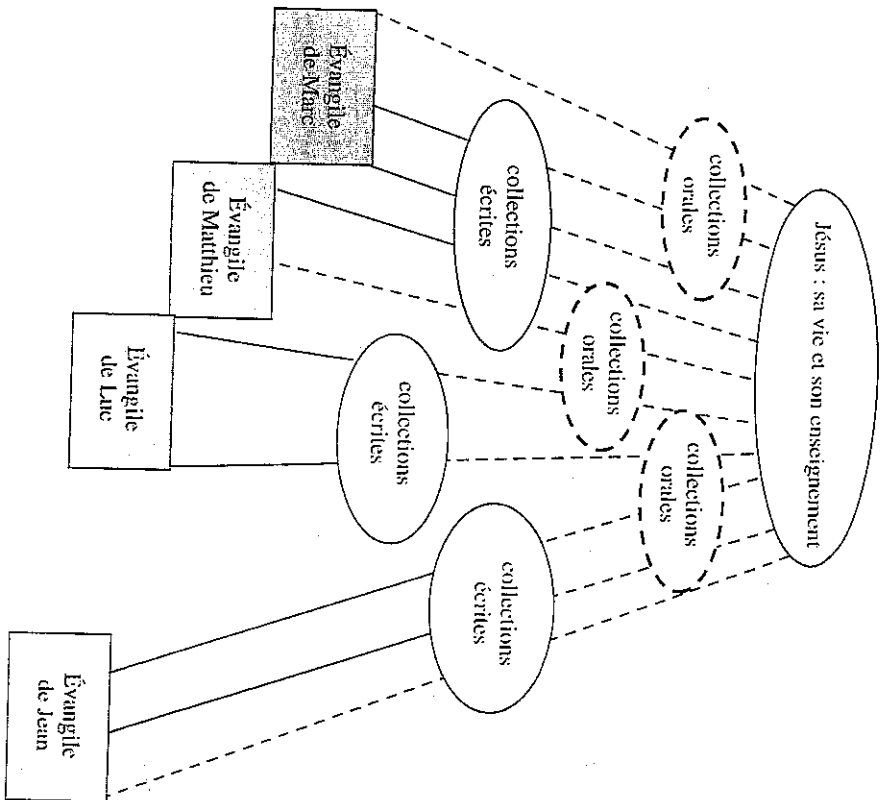 Jésus : sa vie et son enseignement
collections
orales
collections
orales
collections
orales
collections
écrites
collections
écrites
collections
écrites
Évangile
de Marc
Évangile
de Matthieu
Évangile
de Luc
Évangile
de Jean